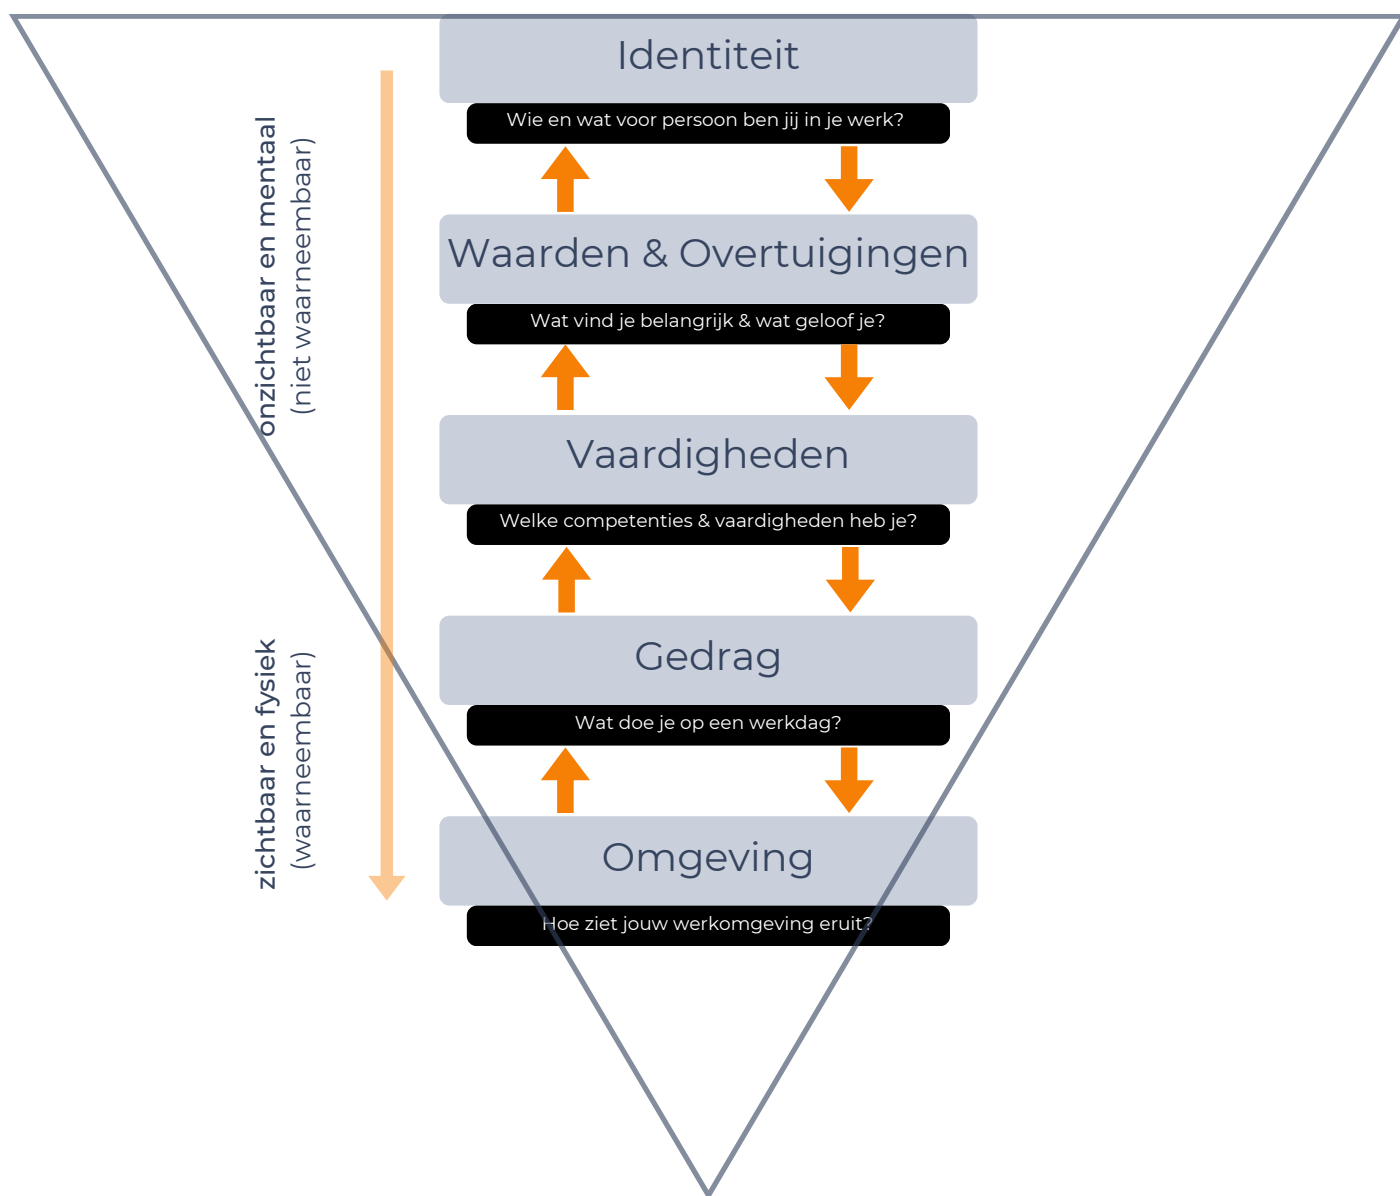 Identiteit
Wie en wat voor persoon ben jij in je werk?
onzichtbaar en mentaal
(niet waarneembaar)
Waarden & Overtuigingen
Wat vind je belangrijk & wat geloof je?
Vaardigheden
Welke competenties & vaardigheden heb je?
zichtbaar en fysiek
(waarneembaar)
Gedrag
Wat doe je op een werkdag?
Omgeving
Hoe ziet jouw werkomgeving eruit?